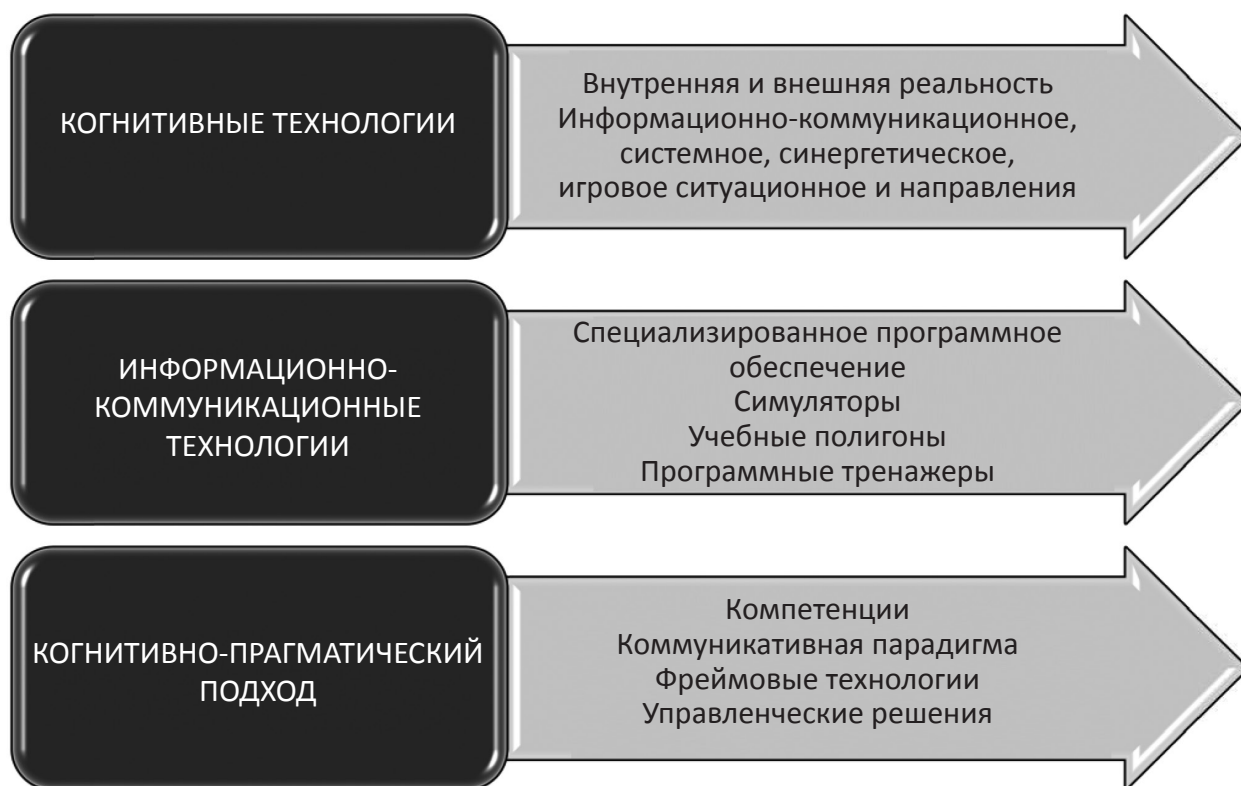 КОГНИТИВНЫЕ ТЕХНОЛОГИИ
Внутренняя и внешняя реальность
Информационно-коммуникационное,
системное, синергетическое,
игровое ситуационное и направления
ИНФОРМАЦИОННО-
КОММУНИКАЦИОННЫЕ
ТЕХНОЛОГИИ
Специализированное программное
обеспечение
Симуляторы
Учебные полигоны
Программные тренажеры
КОГНИТИВНО-ПРАГМАТИЧЕСКИЙ
ПОДХОД
Компетенции
Коммуникативная парадигма
Фреймовые технологии
Управленческие решения